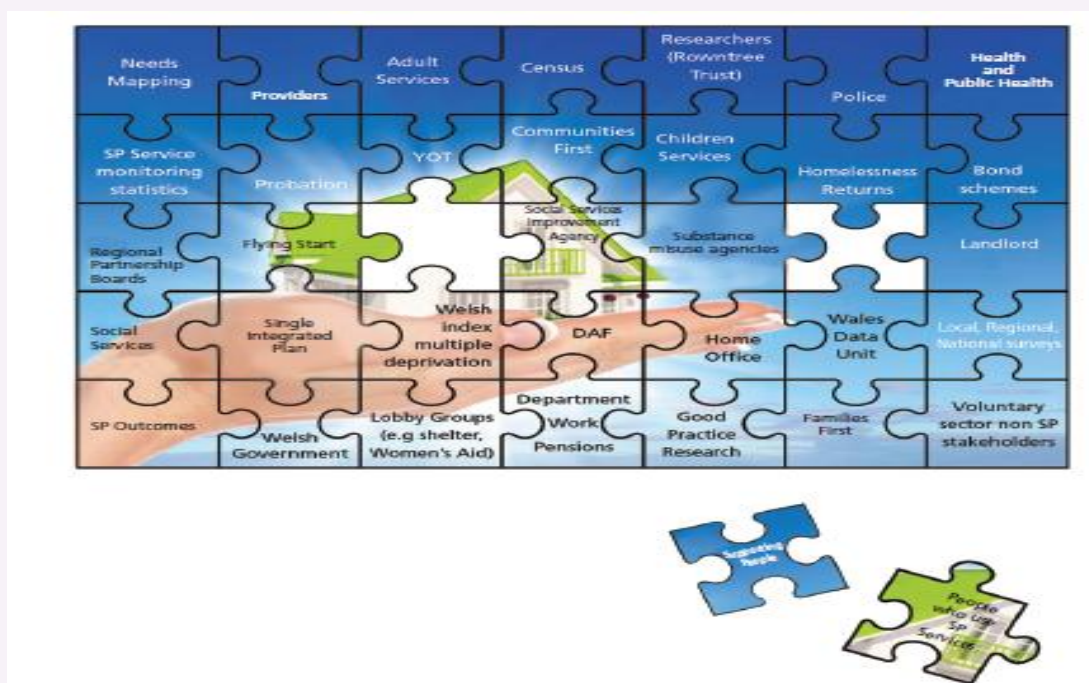 Needs
Mapping
Providers
Adult
Services
Census
Researchers
(Rowntree
Trust)
Police
Health
and
Public Health
SP Service
monitoring
statistics
Probation
YOT
Communities
First
Children
Services
Homelessness
Returns
Bond
schemes
Regional
Partnership
Boards
Flying Start
Social Services
Improvement
Agency
Substance
misuse agencies
Landlord
Social
Services
Single
Integrated
Plan
Welsh
index
multiple
deprivation
DAF
Home
Office
Wales
Data
Unit
Local, Regional,
National surveys
SP Outcomes
Welsh
Government
Lobby Groups
(e.g shelter,
Women's Aid)
Department
Work
Pensions
Good
Practice
Research
Families
First
Voluntary
sector non SP
stakeholders
Supporting
People
People
who use
SP
Services